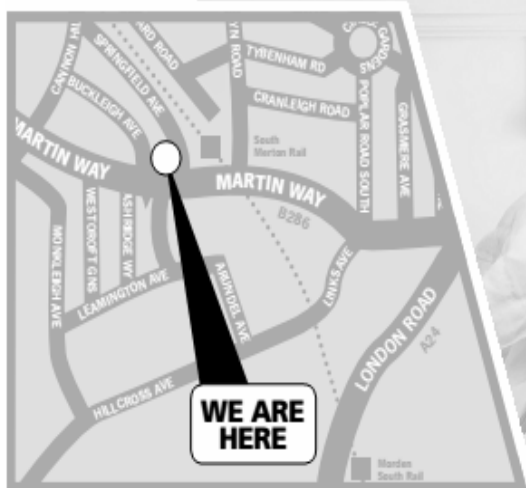 CANNON H
SPRINGFIELD AVE
ARD ROAD
YN ROAD
TYBENHAM RD
GARDENS
BUCKLEIGH AVE
CRANLEIGH ROAD
POPLAR ROAD SOUTH
GRASMERE AVE
MARTIN WAY
South
Merton Rail
MARTIN WAY
B286
WESTCROFT GNS
ASHRIDGE WY
MONKLEIGH AVE
LEAMINGTON AVE
ARUNDEL AVE
LINKS AVE
LONDON ROAD
A24
HILLCROSS AVE
WE ARE
HERE
Morden
South Rail